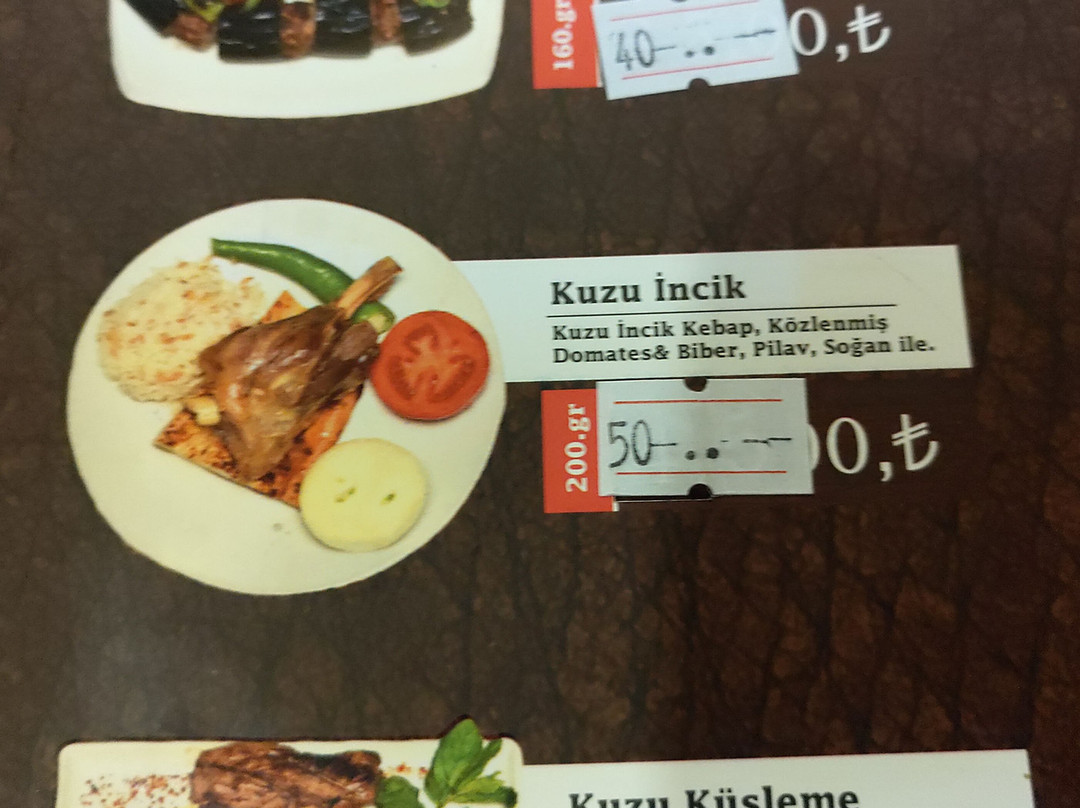 160.gr
40-..-
0,₺
Kuzu İncik
Kuzu İncik Kebap, Közlenmiş
Domates& Biber, Pilav, Soğan ile.
200.gr
50-..-
00,₺
Kuzu Küşleme